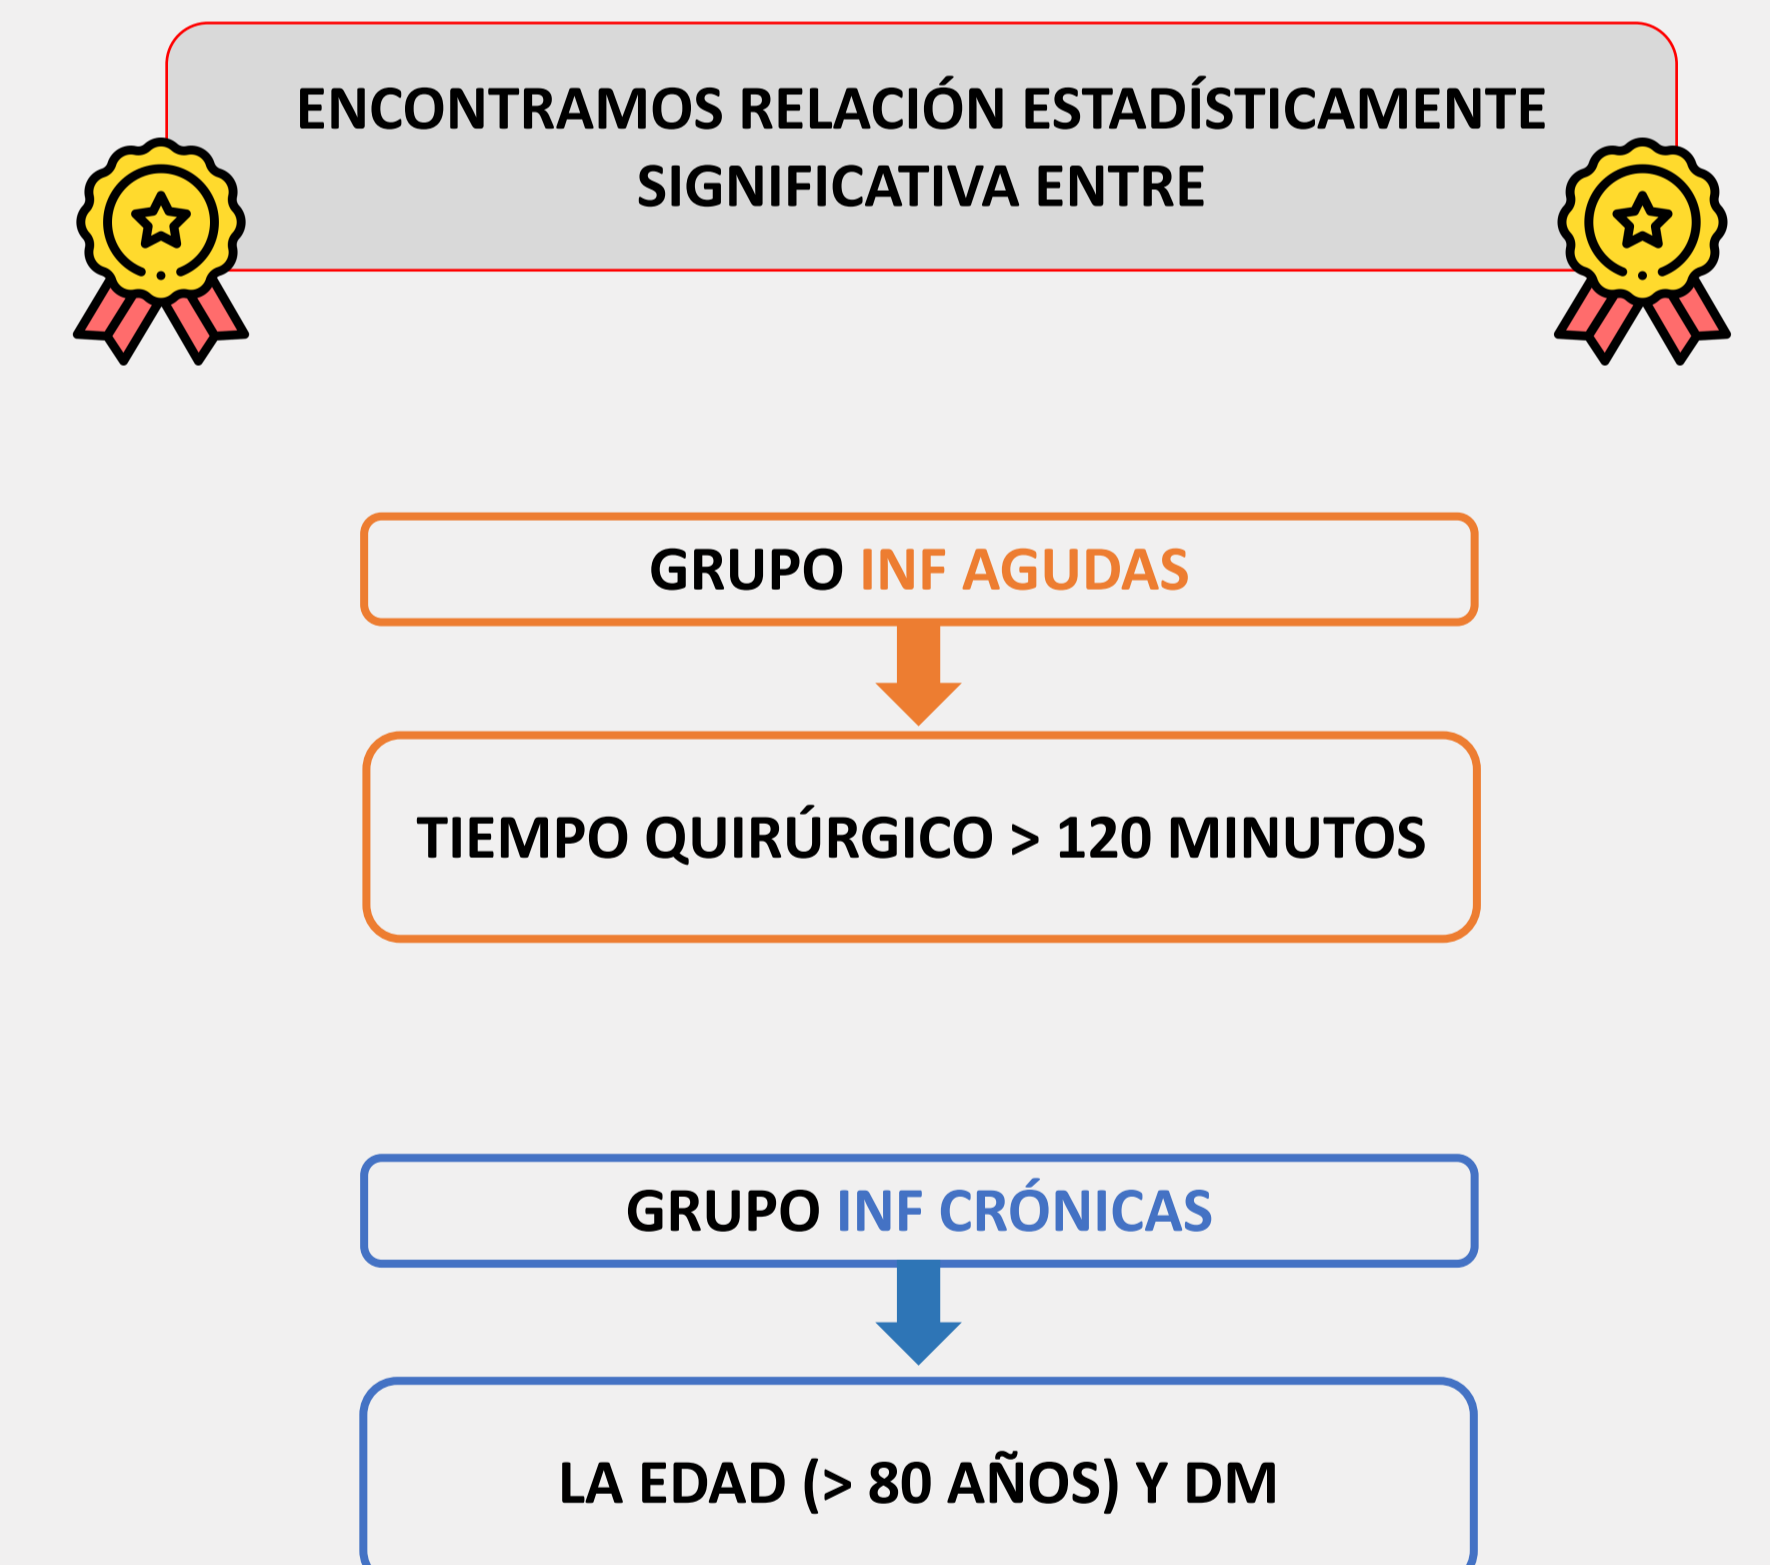 ENCONTRAMOS RELACIÓN ESTADÍSTICAMENTE
SIGNIFICATIVA ENTRE
GRUPO INF AGUDAS
TIEMPO QUIRÚRGICO > 120 MINUTOS
GRUPO INF CRÓNICAS
LA EDAD (> 80 AÑOS) Y DM